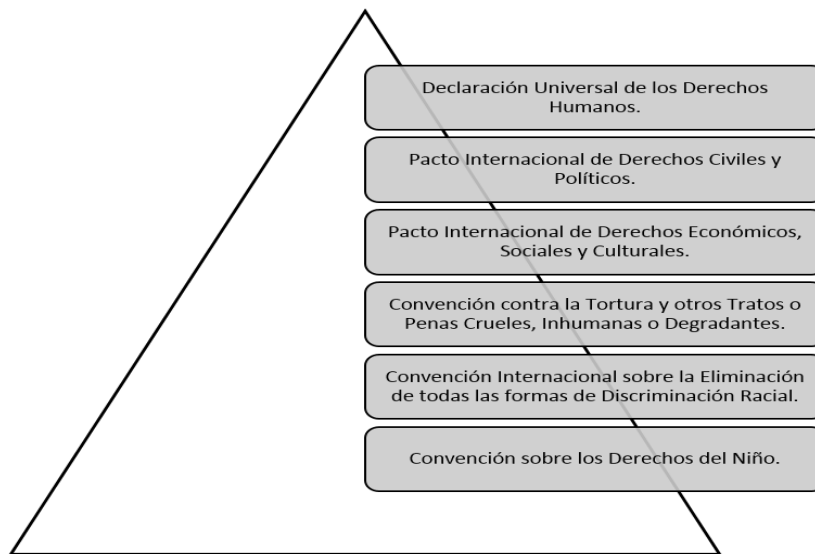 Declaración Universal de los Derechos
Humanos.
Pacto Internacional de Derechos Civiles y
Políticos.
Pacto Internacional de Derechos Económicos,
Sociales y Culturales.
Convención contra la Tortura y otros Tratos o
Penas Crueles, Inhumanas o Degradantes.
Convención Internacional sobre la Eliminación
de todas las formas de Discriminación Racial.
Convención sobre los Derechos del Niño.